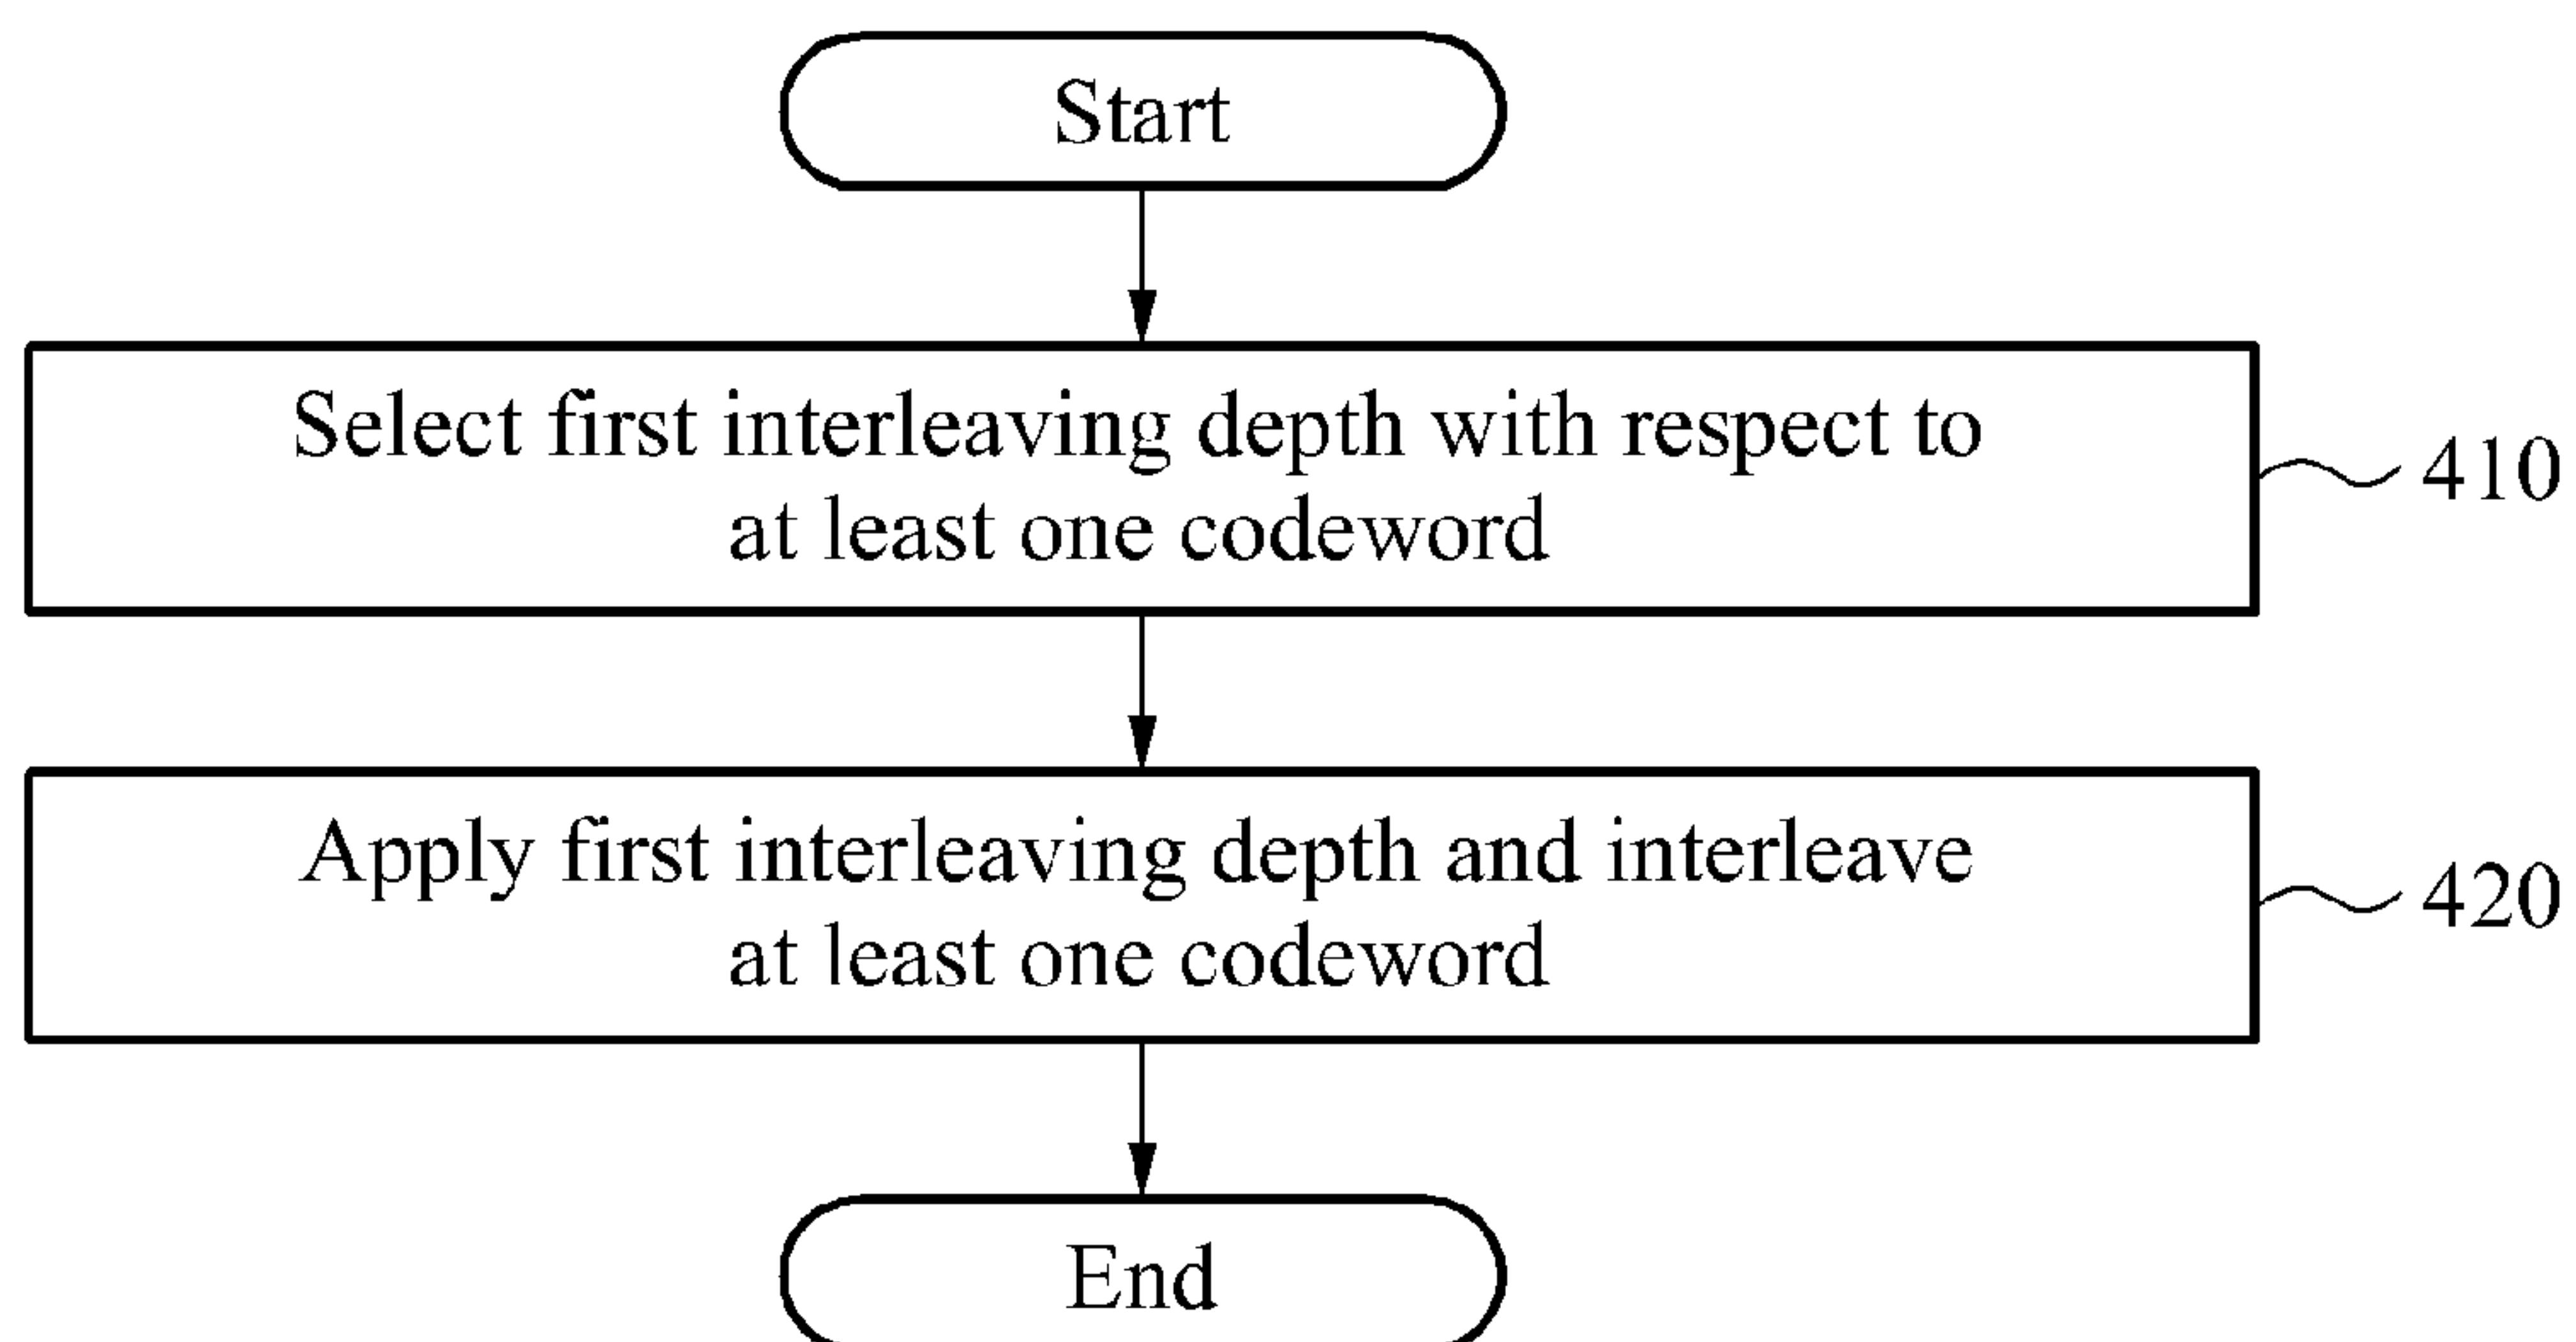 Start
Select first interleaving depth with respect to
at least one codeword
410
Apply first interleaving depth and interleave
at least one codeword
420
End